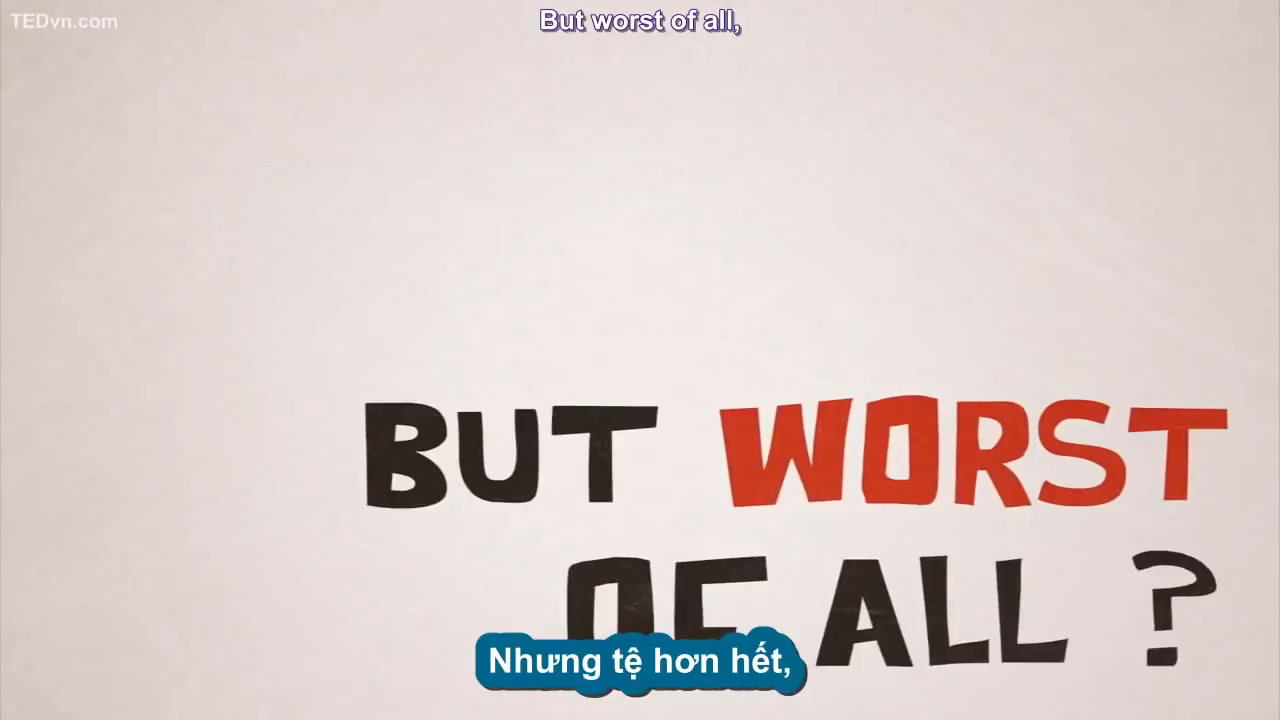 TEDvn.com
But worst of all,
BUT WORST
OF ALL ?
Nhưng tệ hơn hết,